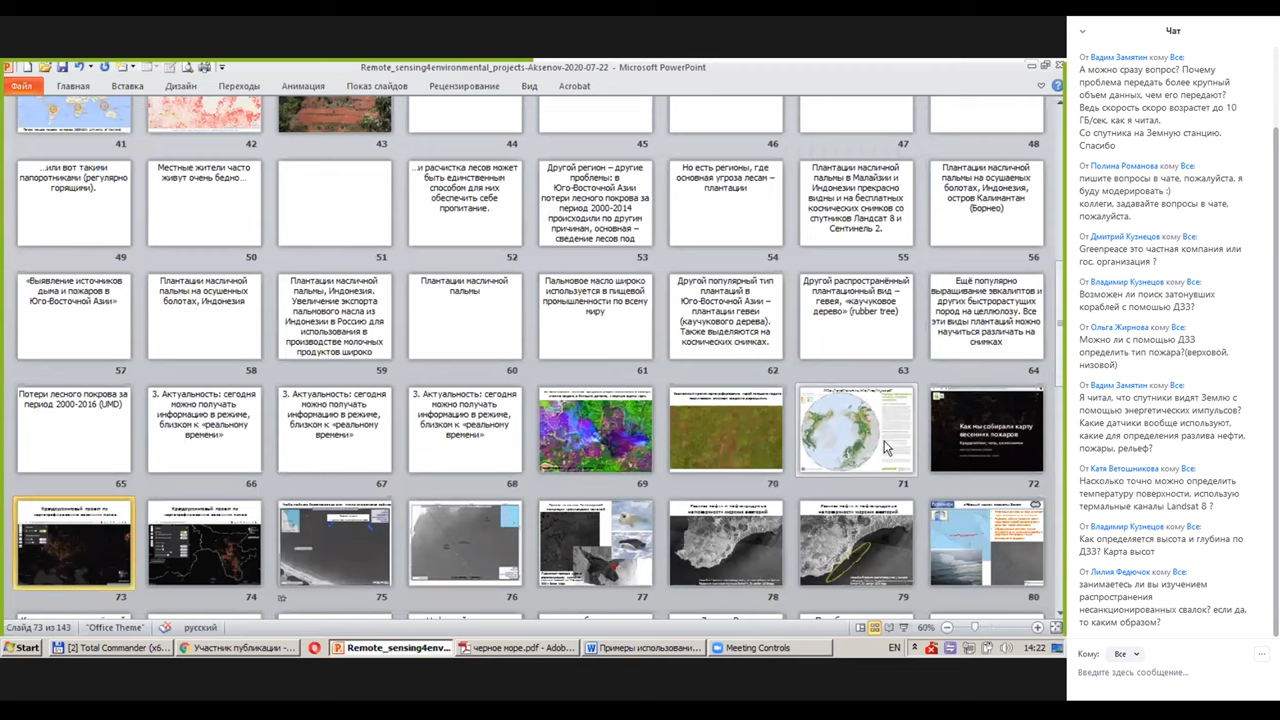 Remote_sensing4environmental_projects-Aksenov-2020-07-22 - Microsoft PowerPoint
Файл Главная Вставка Дизайн Переходы Анимация Показ слайдов Рецензирование Вид Acrobat
41 42 43 44 45 46 47 48
…или вот такими
папоротниками (регулярно
горящими).
49
Местные жители часто
живут очень бедно…
50
51
…и расчистка лесов может
быть единственным
способом для них
обеспечить себе
пропитание.
52
Другой регион – другие
проблемы: в
Юго-Восточной Азии
потери лесного покрова за
период 2000-2014
происходили по другим
причинам, основная –
сведение лесов под
53
Но есть регионы, где
основная угроза лесам –
плантации
54
Плантации масличной
пальмы в Малайзии и
Индонезии прекрасно
видны и на бесплатных
космических снимков со
спутников Ландсат 8 и
Сентинель 2.
55
Плантации масличной
пальмы на осушаемых
болотах, Индонезия,
остров Калимантан
(Борнео)
56
«Выявление источников
дыма и пожаров в
Юго-Восточной Азии»
57
Плантации масличной
пальмы на осушенных
болотах, Индонезия
58
Плантации масличной
пальмы, Индонезия.
Увеличение экспорта
пальмового масла из
Индонезии в Россию для
использования в
производстве молочных
продуктов широко
59
Плантации масличной
пальмы
60
Пальмовое масло широко
используется в пищевой
промышленности по всему
миру
61
Другой популярный тип
плантаций в
Юго-Восточной Азии –
плантации гевеи
(каучукового дерева).
Также выделяются на
космических снимках.
62
Другой распространённый
плантационный вид –
гевея, «каучуковое
дерево» (rubber tree)
63
Ещё популярно
выращивание эвкалиптов и
других быстрорастущих
пород на целлюлозу. Все
эти виды плантаций можно
научиться различать на
снимках
64
Потери лесного покрова за
период 2000-2016 (UMD)
65
3. Актуальность: сегодня
можно получать
информацию в режиме,
близком к «реальному
времени»
66
3. Актуальность: сегодня
можно получать
информацию в режиме,
близком к «реальному
времени»
67
3. Актуальность: сегодня
можно получать
информацию в режиме,
близком к «реальному
времени»
68
69
70
71
Как мы собирали карту
весенних пожаров
72
73 74 75 76 77 78 79 80
Слайд 73 из 143 "Office Theme" русский 60%
Start [2] Total Commander (x6... Участник публикации -... Remote_sensing4env... черное море.pdf - Adob... Примеры использовани... Meeting Controls EN 14:22
Чат
От Вадим Замятин кому Все:
А можно сразу вопрос? Почему
проблема передать более крупный
объем данных, чем его передают?
Ведь скорость скоро возрастет до 10
ГБ/сек, как я читал.
Со спутника на Земную станцию.
Спасибо
От Полина Романова кому Все:
пишите вопросы в чате, пожалуйста. я
буду модерировать :)
коллеги, задавайте вопросы в чате,
пожалуйста.
От Дмитрий Кузнецов кому Все:
Greenpeace это частная компания или
гос. организация ?
От Владимир Кузнецов кому Все:
Возможен ли поиск затонувших
кораблей с помошью ДЗЗ?
От Ольга Жирнова кому Все:
Можно ли с помощью ДЗЗ
определить тип пожара?(верховой,
низовой)
От Вадим Замятин кому Все:
Я читал, что спутники видят Землю с
помощью энергетических импульсов?
Какие датчики вообще используют,
какие для определения разлива нефти,
пожары, рельеф?
От Катя Ветошникова кому Все:
Насколько точно можно определить
температуру поверхности, использую
термальные каналы Landsat 8 ?
От Владимир Кузнецов кому Все:
Как определяется высота и глубина по
ДЗЗ? Карта высот
От Лилия Федючок кому Все:
занимаетесь ли вы изучением
распространения
несанкционированных свалок? если да,
то каким образом?
Кому: Все
Введите здесь сообщение...